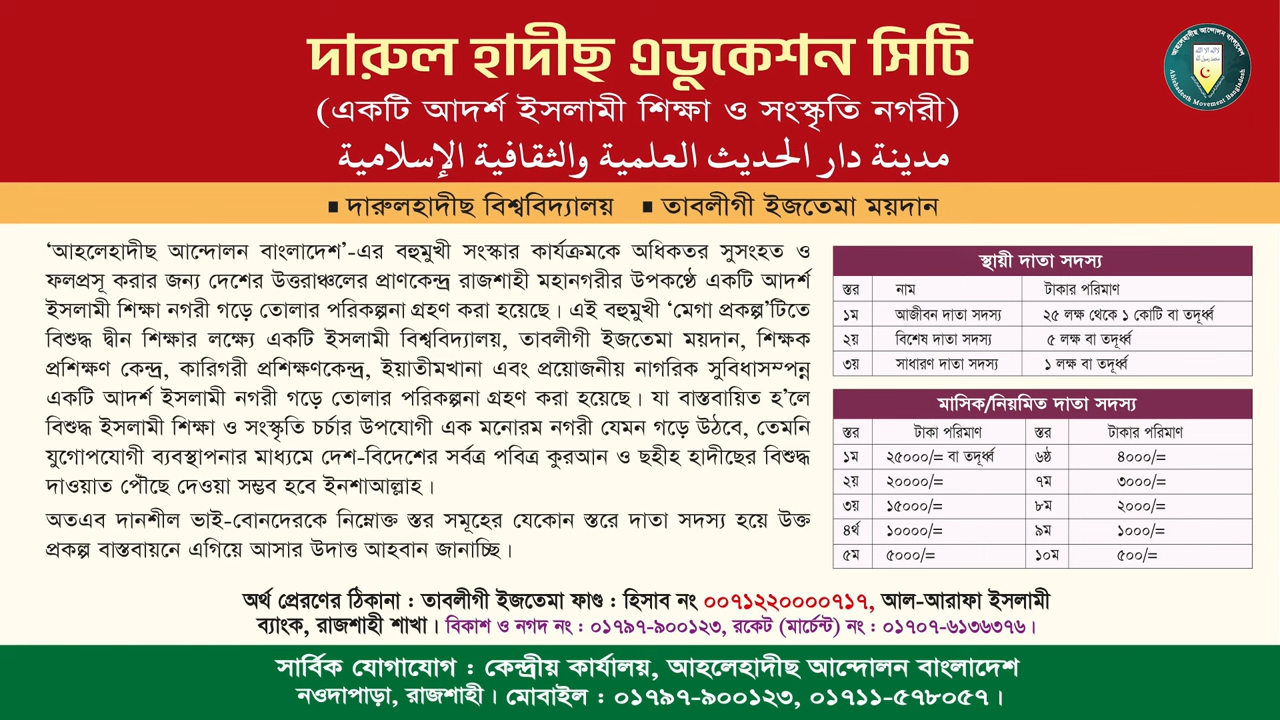 দারুল হাদীছ এডুকেশন সিটি
(একটি আদর্শ ইসলামী শিক্ষা ও সংস্কৃতি নগরী)
مدينة دار الحديث العلمية والثقافية الإسلامية
আহলেহাদীছ আন্দোলন বাংলাদেশ
Ahlehadeeth Movement Bangladesh
■ দারুলহাদীছ বিশ্ববিদ্যালয় ■ তাবলীগী ইজতেমা ময়দান
‘আহলেহাদীছ আন্দোলন বাংলাদেশ’-এর বহুমুখী সংস্কার কার্যক্রমকে অধিকতর সুসংহত ও
ফলপ্রসূ করার জন্য দেশের উত্তরাঞ্চলের প্রাণকেন্দ্র রাজশাহী মহানগরীর উপকণ্ঠে একটি আদর্শ
ইসলামী শিক্ষা নগরী গড়ে তোলার পরিকল্পনা গ্রহণ করা হয়েছে। এই বহুমুখী ‘মেগা প্রকল্প’টিতে
বিশুদ্ধ দ্বীন শিক্ষার লক্ষ্যে একটি ইসলামী বিশ্ববিদ্যালয়, তাবলীগী ইজতেমা ময়দান, শিক্ষক
প্রশিক্ষণ কেন্দ্র, কারিগরী প্রশিক্ষণকেন্দ্র, ইয়াতীমখানা এবং প্রয়োজনীয় নাগরিক সুবিধাসম্পন্ন
একটি আদর্শ ইসলামী নগরী গড়ে তোলার পরিকল্পনা গ্রহণ করা হয়েছে। যা বাস্তবায়িত হ’লে
বিশুদ্ধ ইসলামী শিক্ষা ও সংস্কৃতি চর্চার উপযোগী এক মনোরম নগরী যেমন গড়ে উঠবে, তেমনি
যুগোপযোগী ব্যবস্থাপনার মাধ্যমে দেশ-বিদেশের সর্বত্র পবিত্র কুরআন ও ছহীহ হাদীছের বিশুদ্ধ
দাওয়াত পৌঁছে দেওয়া সম্ভব হবে ইনশাআল্লাহ।
অতএব দানশীল ভাই-বোনদেরকে নিম্নোক্ত স্তর সমূহের যেকোন স্তরে দাতা সদস্য হয়ে উক্ত
প্রকল্প বাস্তবায়নে এগিয়ে আসার উদাত্ত আহবান জানাচ্ছি।
স্থায়ী দাতা সদস্য
স্তর নাম টাকার পরিমাণ
১ম আজীবন দাতা সদস্য ২৫ লক্ষ থেকে ১ কোটি বা তদূর্ধ্ব
২য় বিশেষ দাতা সদস্য ৫ লক্ষ বা তদূর্ধ্ব
৩য় সাধারণ দাতা সদস্য ১ লক্ষ বা তদূর্ধ্ব
মাসিক/নিয়মিত দাতা সদস্য
স্তর টাকা পরিমাণ স্তর টাকার পরিমাণ
১ম ২৫০০০/= বা তদূর্ধ্ব ৬ষ্ঠ ৪০০০/=
২য় ২০০০০/= ৭ম ৩০০০/=
৩য় ১৫০০০/= ৮ম ২০০০/=
৪র্থ ১০০০০/= ৯ম ১০০০/=
৫ম ৫০০০/= ১০ম ৫০০/=
অর্থ প্রেরণের ঠিকানা : তাবলীগী ইজতেমা ফাণ্ড : হিসাব নং ০০৭১২২০০০০৭১৭, আল-আরাফা ইসলামী
ব্যাংক, রাজশাহী শাখা। বিকাশ ও নগদ নং : ০১৭৯৭-৯০০১২৩, রকেট (মার্চেন্ট) নং : ০১৭০৭-৬১৩৬৩৭৬।
সার্বিক যোগাযোগ : কেন্দ্রীয় কার্যালয়, আহলেহাদীছ আন্দোলন বাংলাদেশ
নওদাপাড়া, রাজশাহী। মোবাইল : ০১৭৯৭-৯০০১২৩, ০১৭১১-৫৭৮০৫৭।